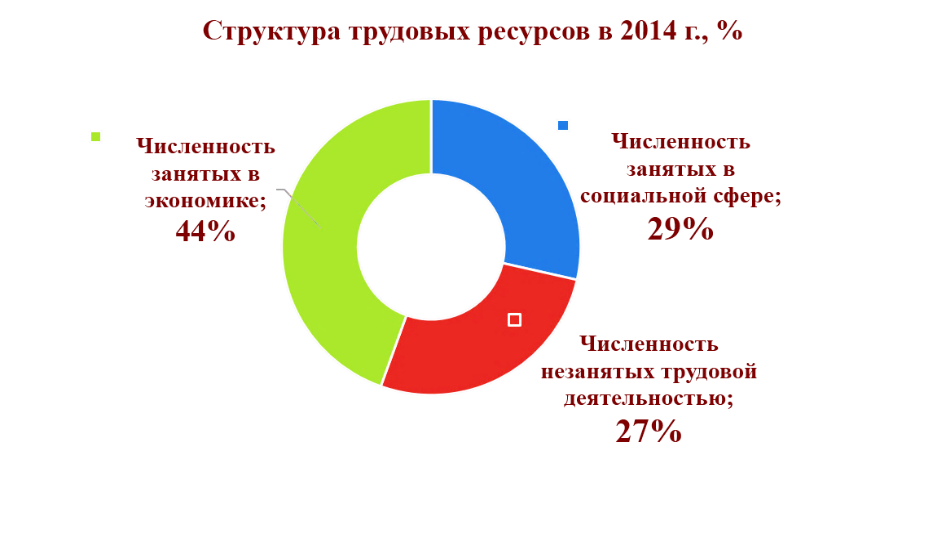 Структура трудовых ресурсов в 2014 г., %
Численность
занятых в
экономике;
44%
Численность
занятых в
социальной сфере;
29%
Численность
незанятых трудовой
деятельностью;
27%